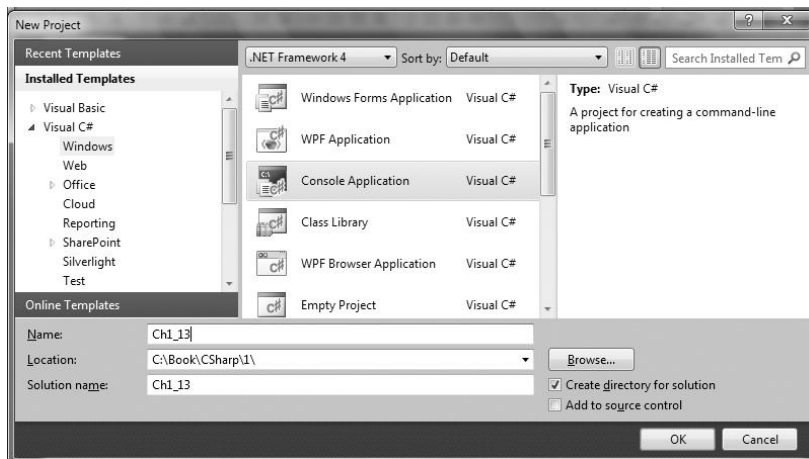 New Project
Recent Templates
Installed Templates
Visual Basic
Visual C#
Windows
Web
Office
Cloud
Reporting
SharePoint
Silverlight
Test
Online Templates
.NET Framework 4
Sort by: Default
Search Installed Tem
Windows Forms Application Visual C#
WPF Application Visual C#
Console Application Visual C#
Class Library Visual C#
WPF Browser Application Visual C#
Empty Project Visual C#
Type: Visual C#
A project for creating a command-line
application
Name: Ch1_13
Location: C:\Book\CSharp\1\
Browse...
Solution name: Ch1_13
Create directory for solution
Add to source control
OK Cancel